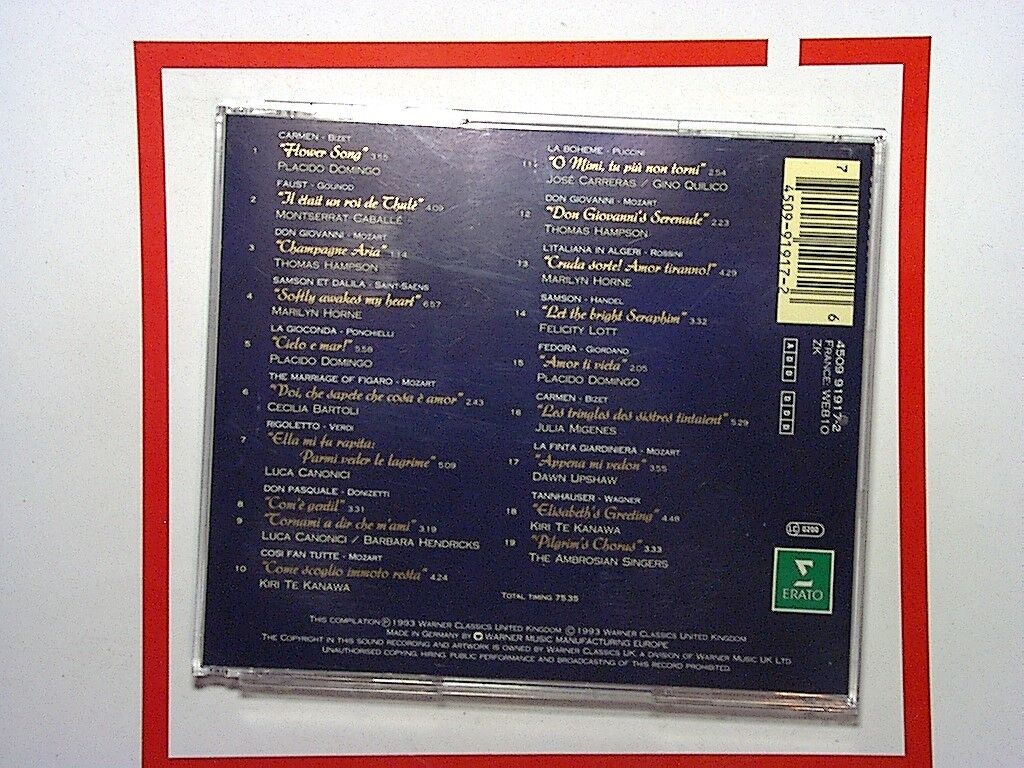 CARMEN - BIZET
1 "Flower Song" 3:55
PLACIDO DOMINGO
FAUST - GOUNOD
2 "Il était un roi de Thulé" 4:09
MONTSERRAT CABALLÉ
DON GIOVANNI - MOZART
3 "Champagne Aria" 1:14
THOMAS HAMPSON
SAMSON ET DALILA - SAINT-SAENS
4 "Softly awakes my heart" 6:57
MARILYN HORNE
LA GIOCONDA - PONCHIELLI
5 "Cielo e mar!" 5:58
PLACIDO DOMINGO
THE MARRIAGE OF FIGARO - MOZART
6 "Voi, che sapete che cosa è amor" 2:43
CECILIA BARTOLI
RIGOLETTO - VERDI
7 "Ella mi fu rapita:
Parmi veder le lagrime" 5:09
LUCA CANONICI
DON PASQUALE - DONIZETTI
8 "Com'è gentil" 3:31
9 "Tornami a dir che m'ami" 3:19
LUCA CANONICI / BARBARA HENDRICKS
COSI FAN TUTTE - MOZART
10 "Come scoglio immoto resta" 4:24
KIRI TE KANAWA
LA BOHEME - PUCCINI
11 "O Mimi, tu più non torni" 2:54
JOSÉ CARRERAS / GINO QUILICO
DON GIOVANNI - MOZART
12 "Don Giovanni's Serenade" 2:23
THOMAS HAMPSON
L'ITALIANA IN ALGERI - ROSSINI
13 "Cruda sorte! Amor tiranno!" 4:29
MARILYN HORNE
SAMSON - HANDEL
14 "Let the bright Seraphim" 3:32
FELICITY LOTT
FEDORA - GIORDANO
15 "Amor ti vieta" 2:05
PLACIDO DOMINGO
CARMEN - BIZET
16 "Les tringles des sistres tintaient" 5:29
JULIA MIGENES
LA FINTA GIARDINIERA - MOZART
17 "Appena mi vedon" 3:55
DAWN UPSHAW
TANNHAUSER - WAGNER
18 "Elisabeth's Greeting" 4:48
KIRI TE KANAWA
19 "Pilgrim's Chorus" 3:33
THE AMBROSIAN SINGERS
TOTAL TIMING 75:35
THIS COMPILATION ℗ 1993 WARNER CLASSICS UNITED KINGDOM © 1993 WARNER CLASSICS UNITED KINGDOM
MADE IN GERMANY BY WARNER MUSIC MANUFACTURING EUROPE
THE COPYRIGHT IN THIS SOUND RECORDING AND ARTWORK IS OWNED BY WARNER CLASSICS UK. A DIVISION OF WARNER MUSIC UK LTD
UNAUTHORISED COPYING, HIRING, PUBLIC PERFORMANCE AND BROADCASTING OF THIS RECORD PROHIBITED.
7 4509-91917-2 6
4509 91917-2
FRANCE: WE810
ZK
ADD DDD
LC 0200
ERATO